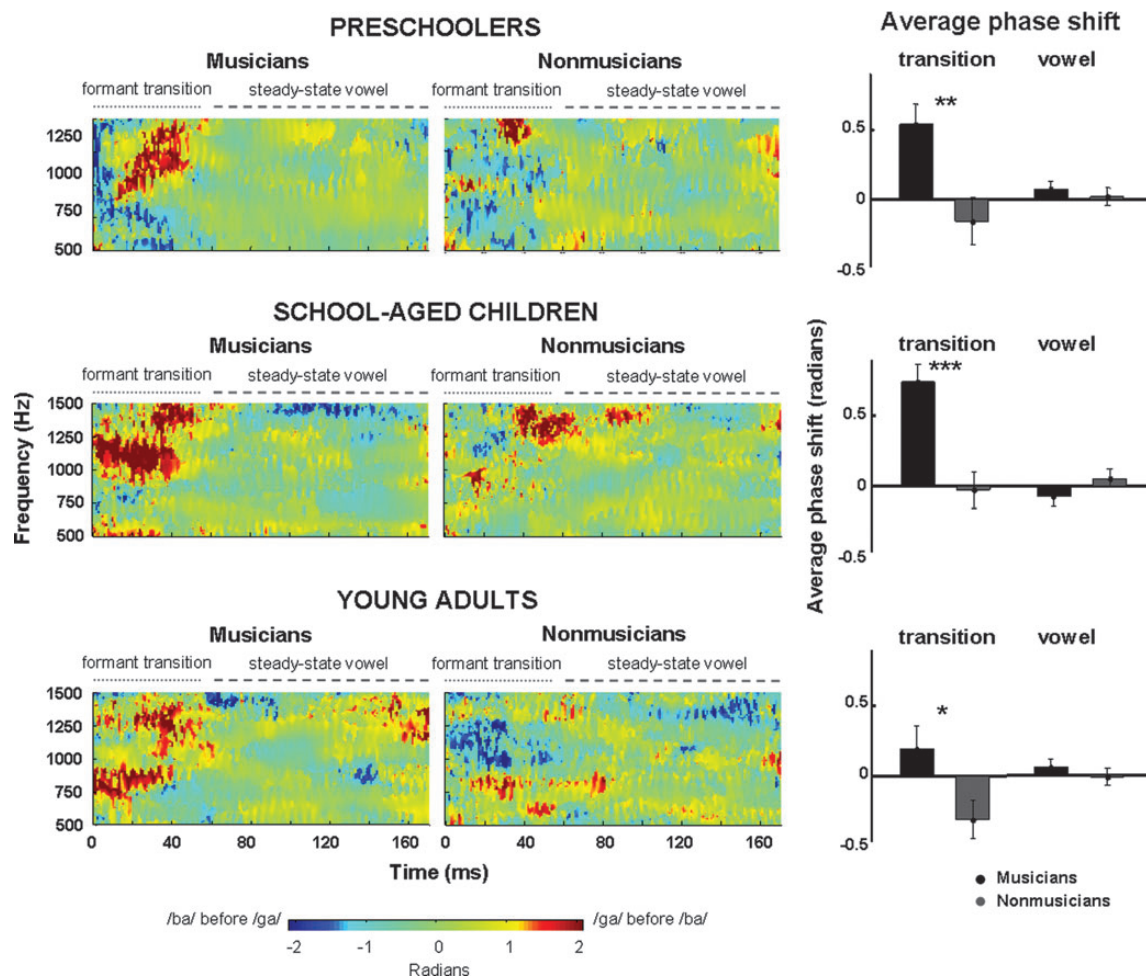 PRESCHOOLERS
Average phase shift
Musicians
Nonmusicians
transition
vowel
formant transition
steady-state vowel
formant transition
steady-state vowel
1250
1000
750
500
**
0.5
0
-0.5
SCHOOL-AGED CHILDREN
Musicians
Nonmusicians
transition
vowel
formant transition
steady-state vowel
formant transition
steady-state vowel
Frequency (Hz)
1500
1250
1000
750
500
Average phase shift (radians)
***
0.5
0
-0.5
YOUNG ADULTS
Musicians
Nonmusicians
transition
vowel
formant transition
steady-state vowel
formant transition
steady-state vowel
1500
1250
1000
750
500
*
0.5
0
-0.5
0 40 80 120 160
0 40 80 120 160
Time (ms)
Musicians
Nonmusicians
/ba/ before /ga/
/ga/ before /ba/
-2 -1 0 1 2
Radians